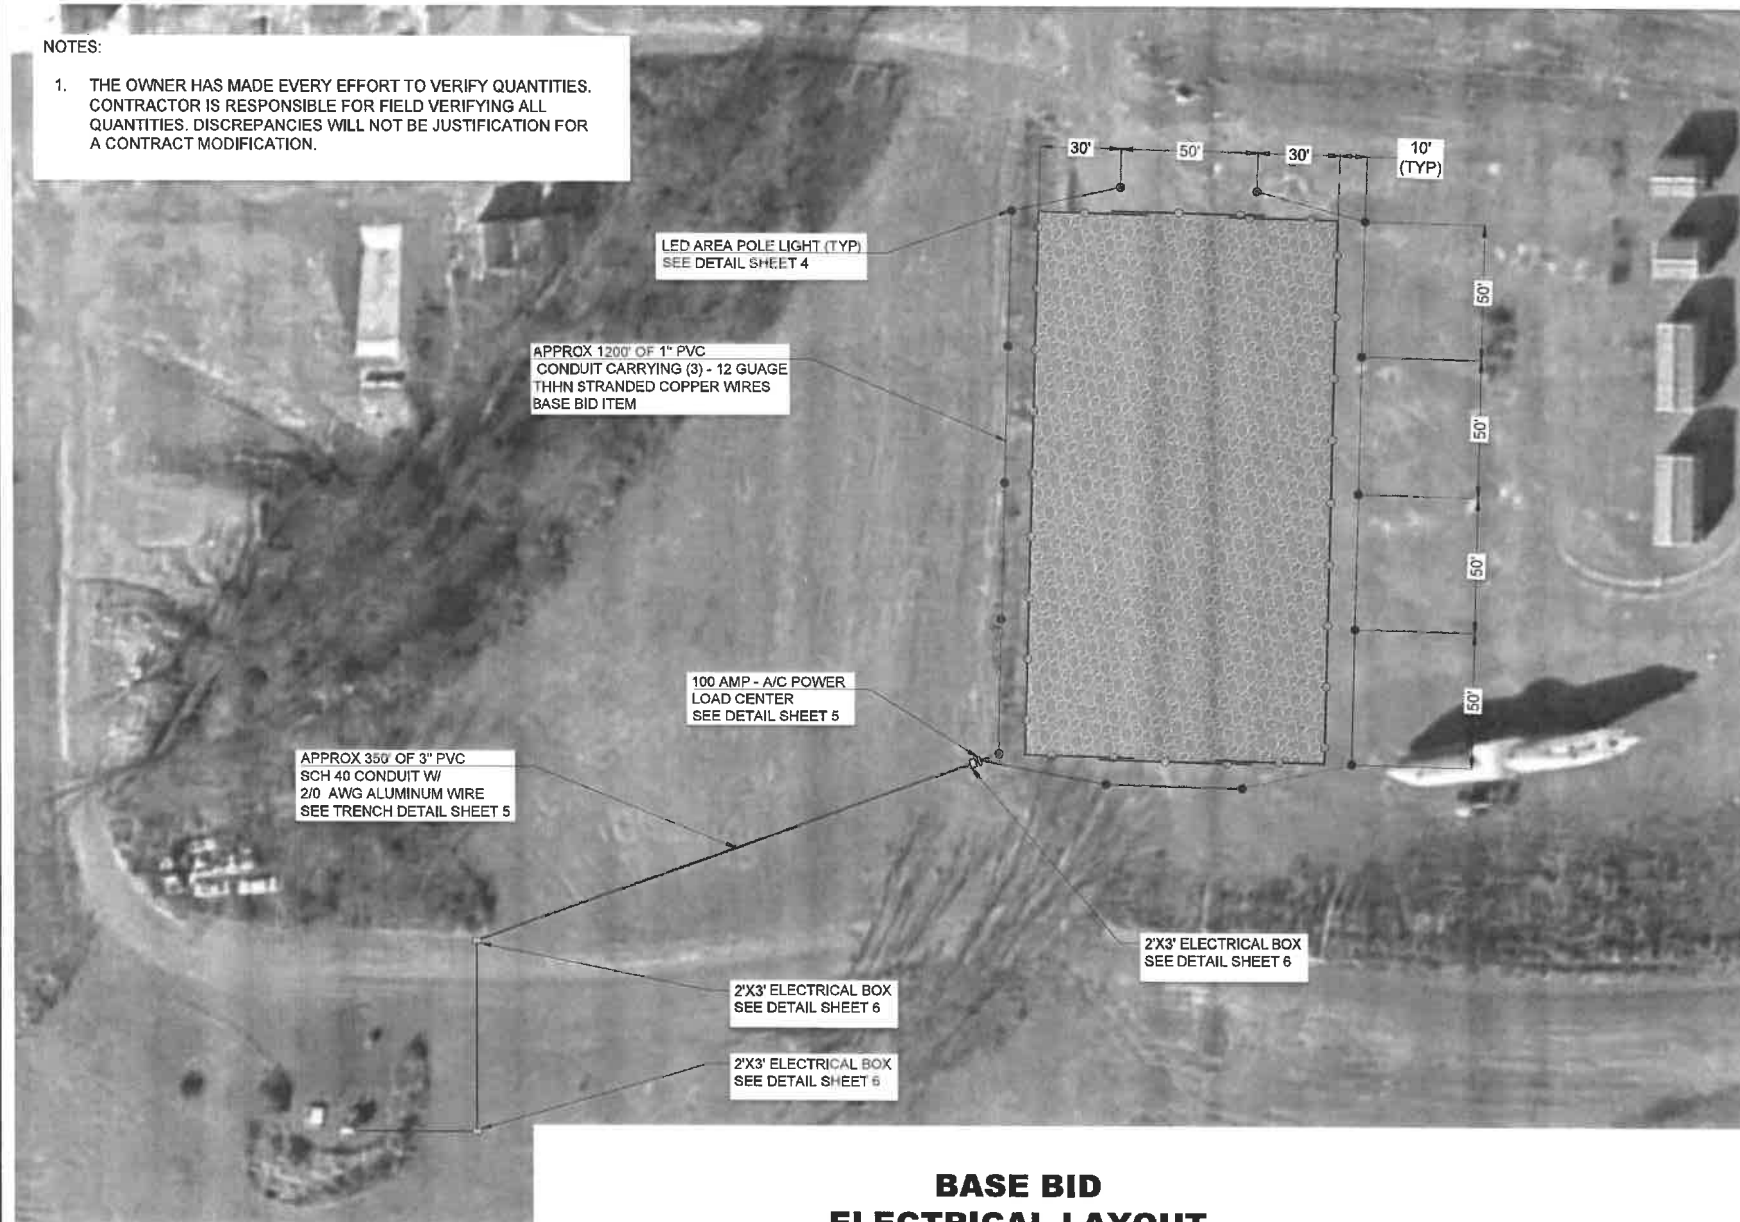 NOTES:
1. THE OWNER HAS MADE EVERY EFFORT TO VERIFY QUANTITIES.
CONTRACTOR IS RESPONSIBLE FOR FIELD VERIFYING ALL
QUANTITIES. DISCREPANCIES WILL NOT BE JUSTIFICATION FOR
A CONTRACT MODIFICATION.
30'
50'
30'
10'
(TYP)
LED AREA POLE LIGHT (TYP)
SEE DETAIL SHEET 4
50'
APPROX 1200' OF 1" PVC
CONDUIT CARRYING (3) - 12 GUAGE
THHN STRANDED COPPER WIRES
BASE BID ITEM
50'
50'
100 AMP - A/C POWER
LOAD CENTER
SEE DETAIL SHEET 5
50'
APPROX 350' OF 3" PVC
SCH 40 CONDUIT W/
2/0 AWG ALUMINUM WIRE
SEE TRENCH DETAIL SHEET 5
2'X3' ELECTRICAL BOX
SEE DETAIL SHEET 6
2'X3' ELECTRICAL BOX
SEE DETAIL SHEET 6
2'X3' ELECTRICAL BOX
SEE DETAIL SHEET 6
BASE BID
ELECTRICAL LAYOUT